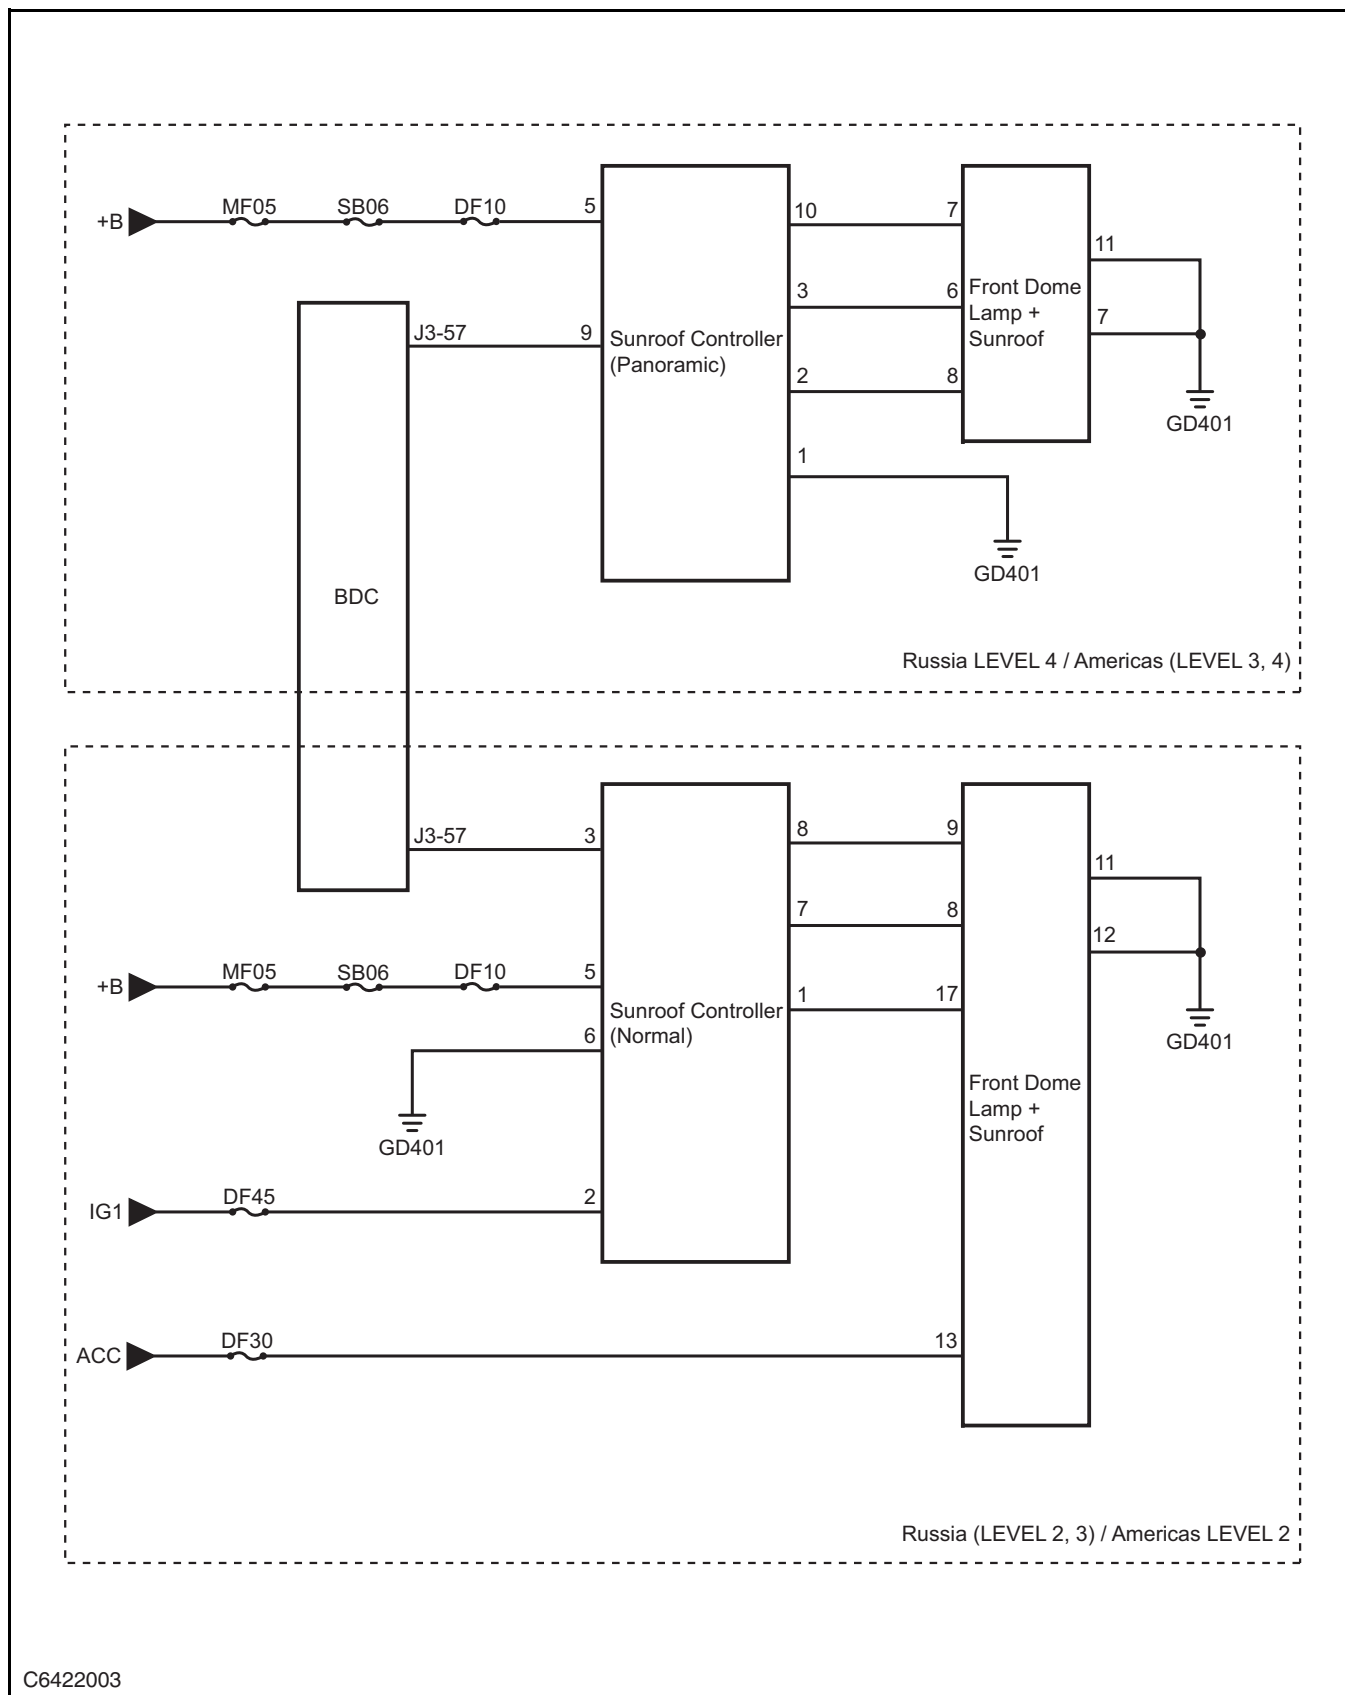 MF05
SB06
DF10
5
+B
10
7
11
3
6
Front Dome
Lamp +
Sunroof
7
J3-57
9
Sunroof Controller
(Panoramic)
2
8
GD401
1
GD401
BDC
Russia LEVEL 4 / Americas (LEVEL 3, 4)
J3-57
3
8
9
11
7
8
12
MF05
SB06
DF10
5
+B
Sunroof Controller
(Normal)
1
17
6
GD401
GD401
Front Dome
Lamp +
Sunroof
DF45
2
IG1
DF30
13
ACC
Russia (LEVEL 2, 3) / Americas LEVEL 2
C6422003